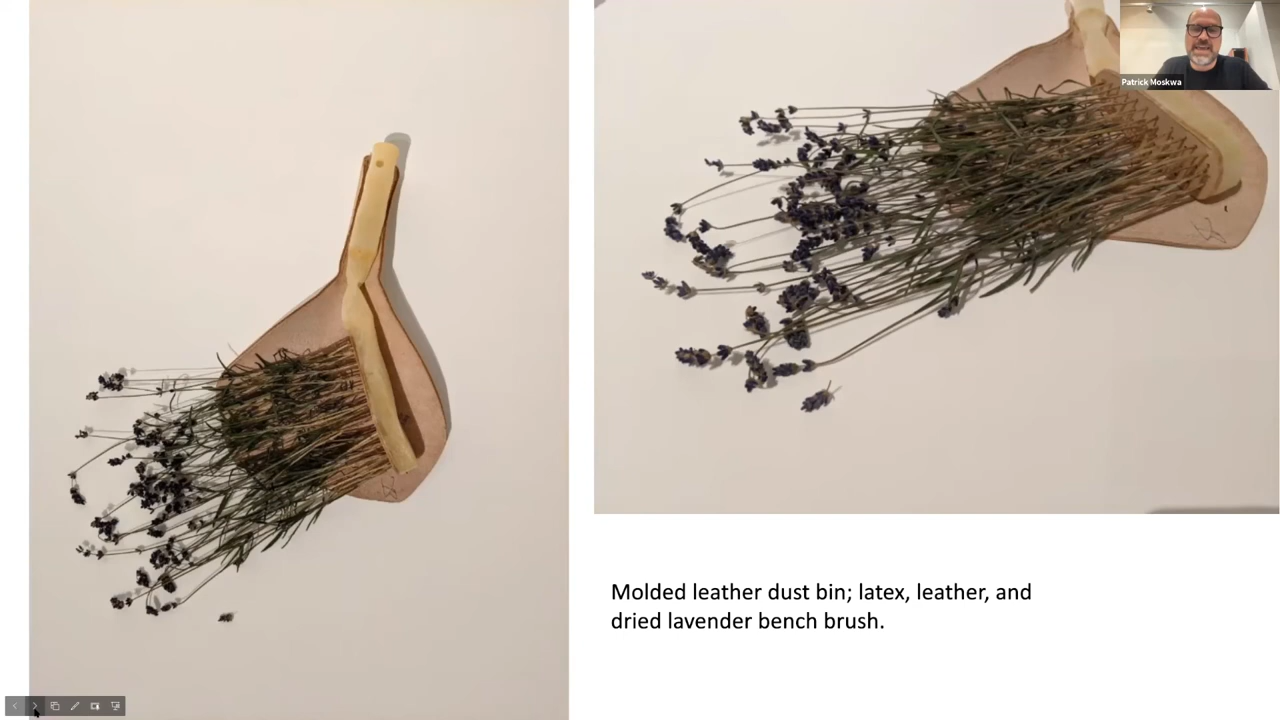 Patrick Moskwa
Molded leather dust bin; latex, leather, and
dried lavender bench brush.